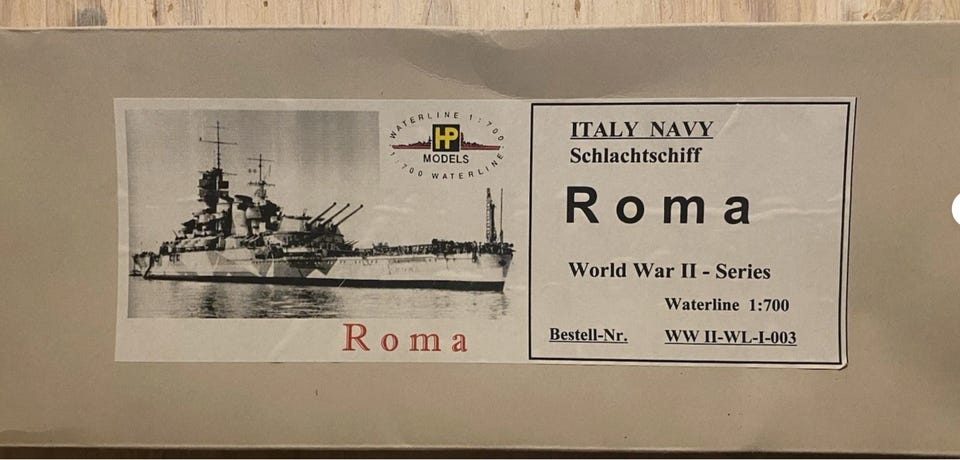 WATERLINE 1:700
HP
MODELS
1:700 WATERLINE
Roma
ITALY NAVY
Schlachtschiff
Roma
World War II - Series
Waterline 1:700
Bestell-Nr. WW II-WL-I-003